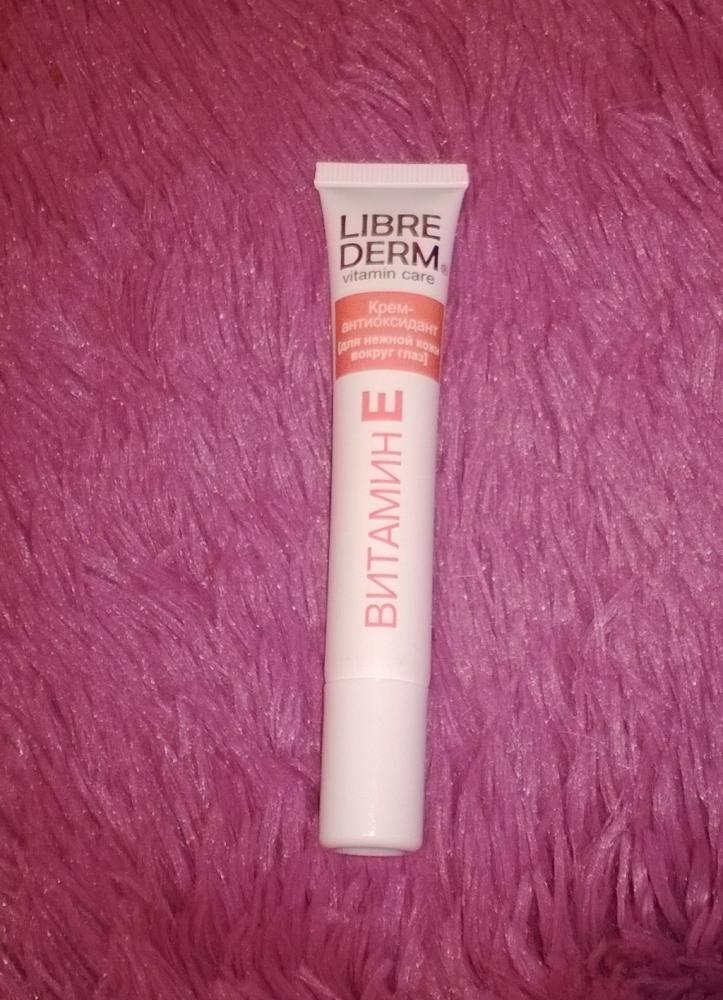 LIBRE
DERM®
vitamin care
Крем-
антиоксидант
[для нежной кожи
вокруг глаз]
ВИТАМИН Е